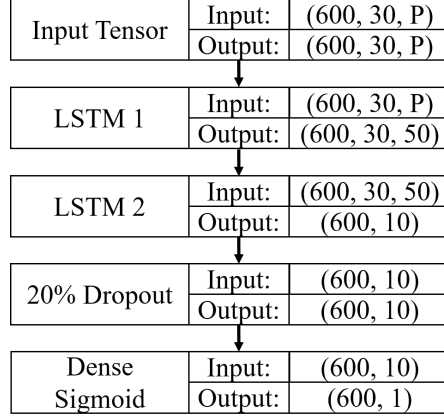 Input Tensor
Input: (600, 30, P)
Output: (600, 30, P)
LSTM 1
Input: (600, 30, P)
Output: (600, 30, 50)
LSTM 2
Input: (600, 30, 50)
Output: (600, 10)
20% Dropout
Input: (600, 10)
Output: (600, 10)
Dense
Sigmoid
Input: (600, 10)
Output: (600, 1)